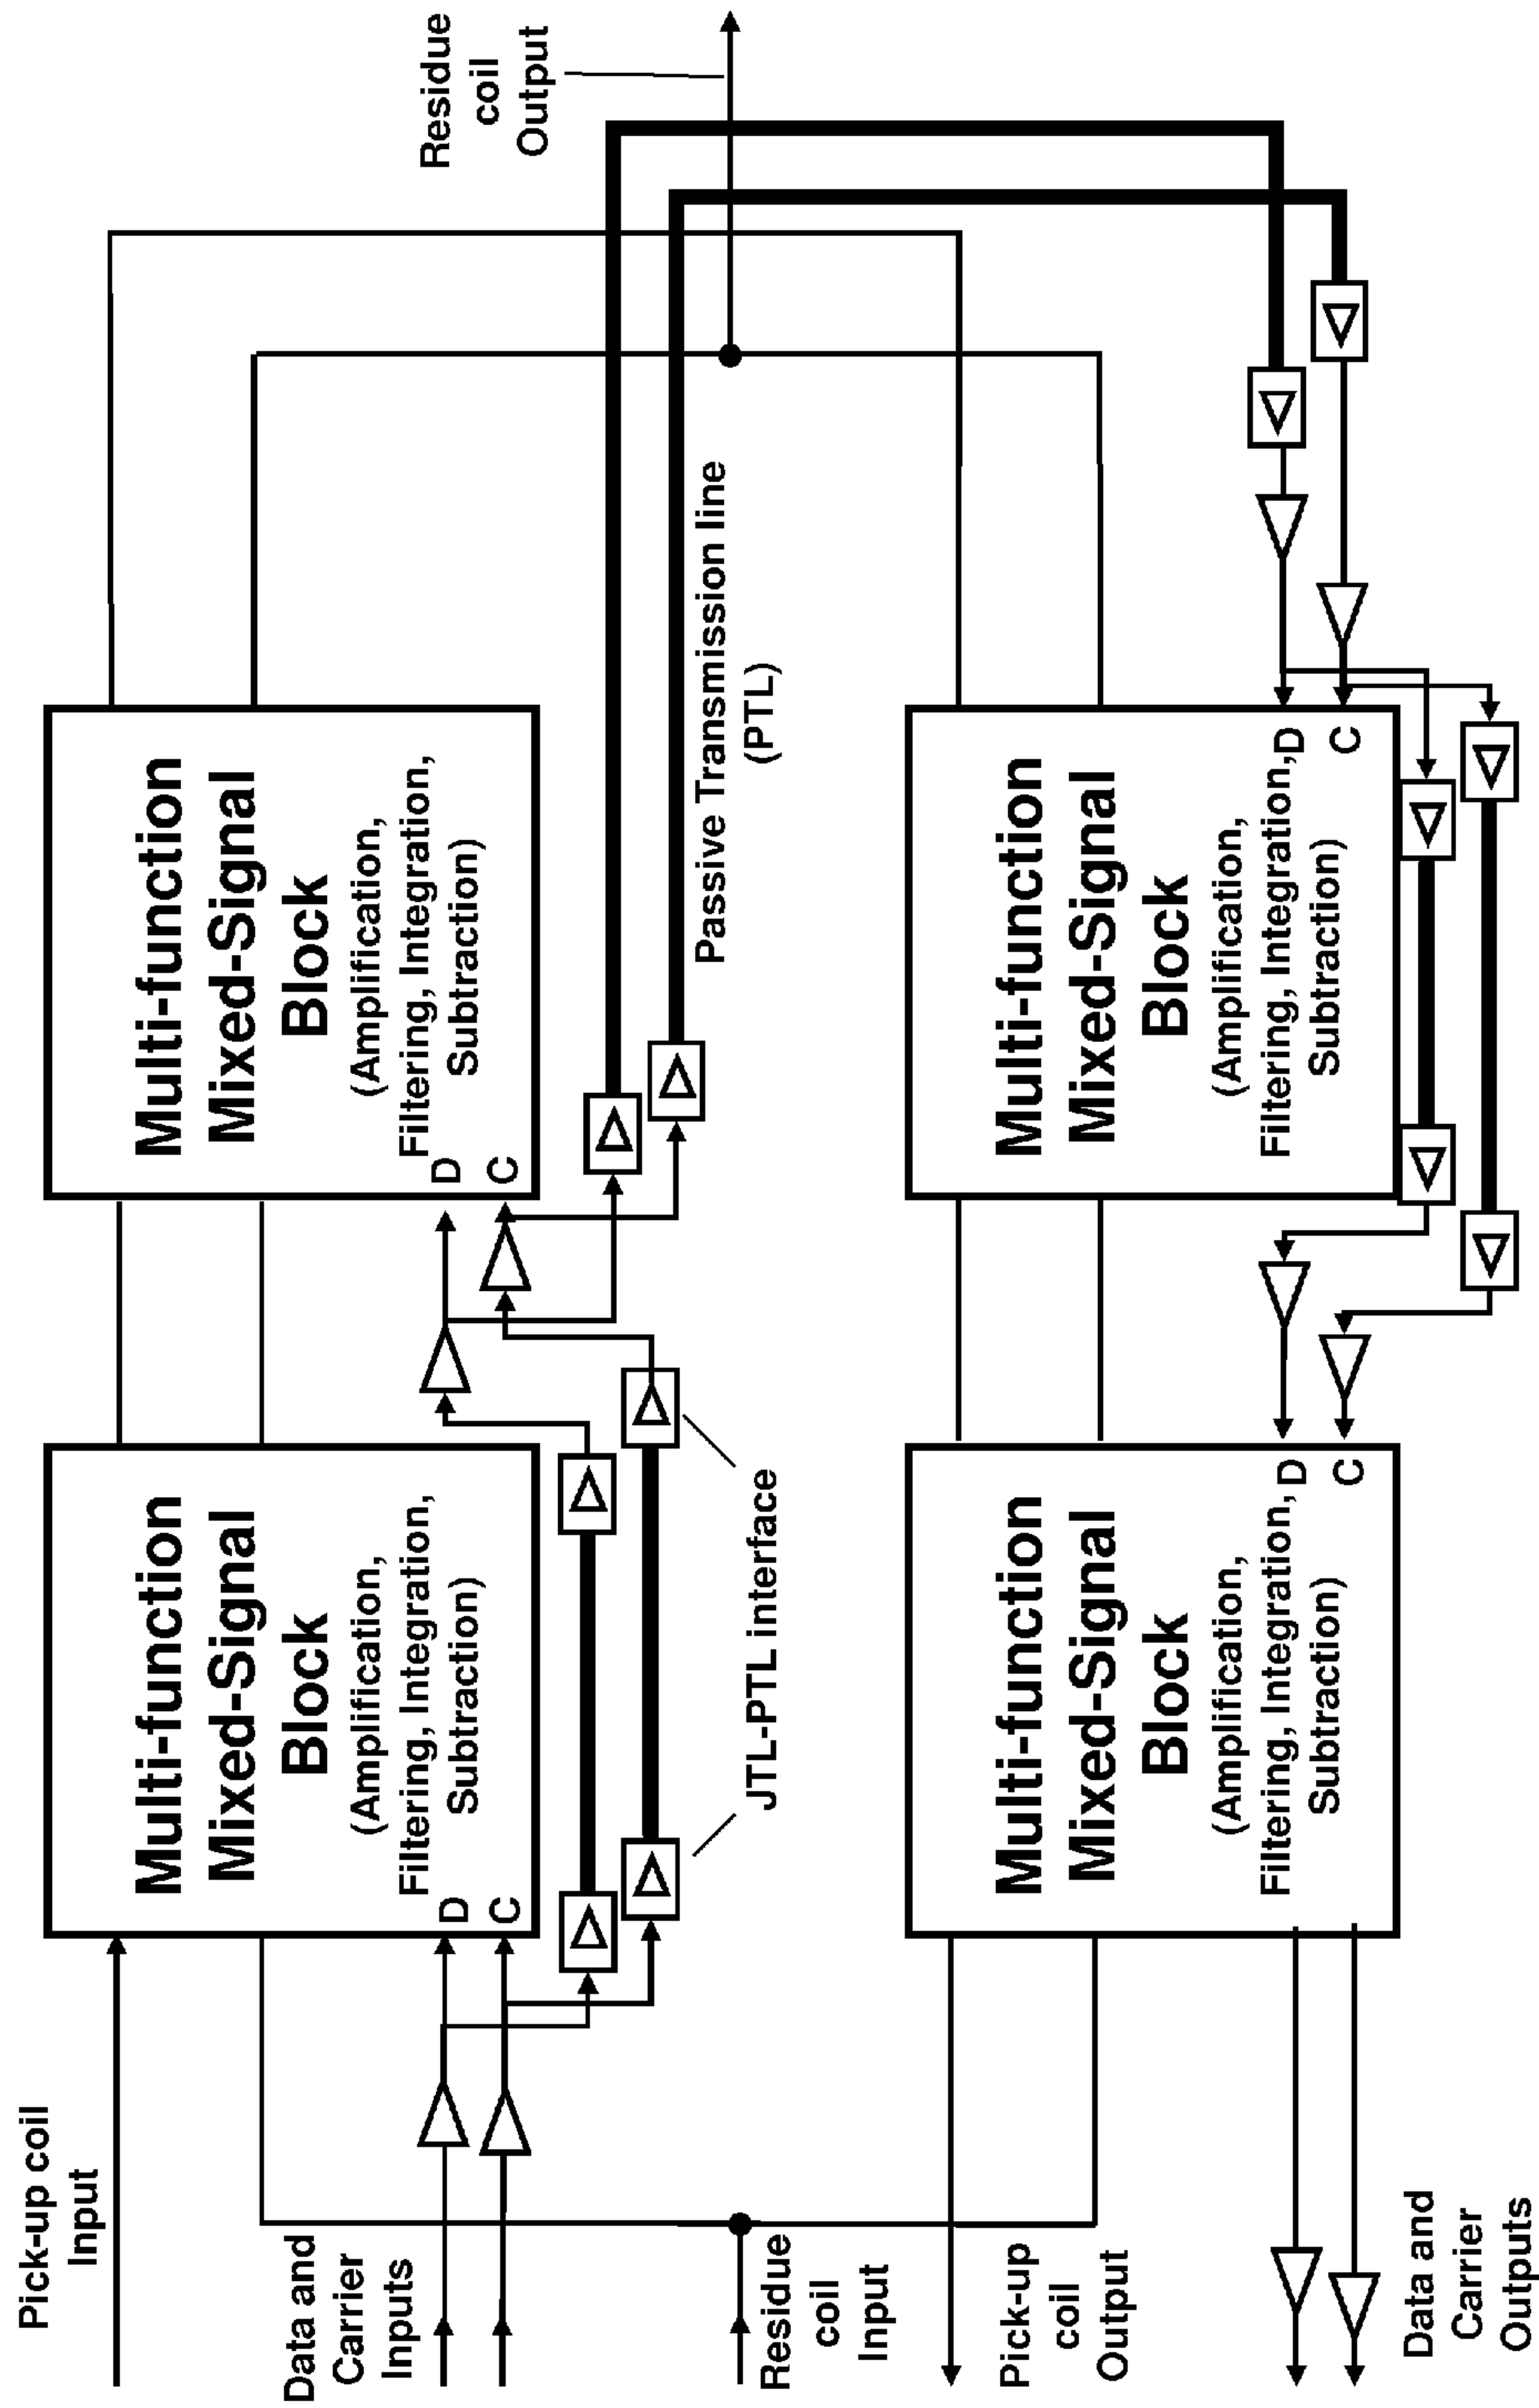 Pick-up coil
Input
Multi-function
Mixed-Signal
Block
(Amplification,
Filtering, Integration,
Subtraction)
D
C
Multi-function
Mixed-Signal
Block
(Amplification,
Filtering, Integration,
Subtraction)
D
C
Residue
coil
Output
Data and
Carrier
Inputs
JTL-PTL interface
Passive Transmission line
(PTL)
Residue
coil
Input
Pick-up
coil
Output
Multi-function
Mixed-Signal
Block
(Amplification,
Filtering, Integration,
Subtraction)
D
C
Multi-function
Mixed-Signal
Block
(Amplification,
Filtering, Integration,
Subtraction)
D
C
Data and
Carrier
Outputs